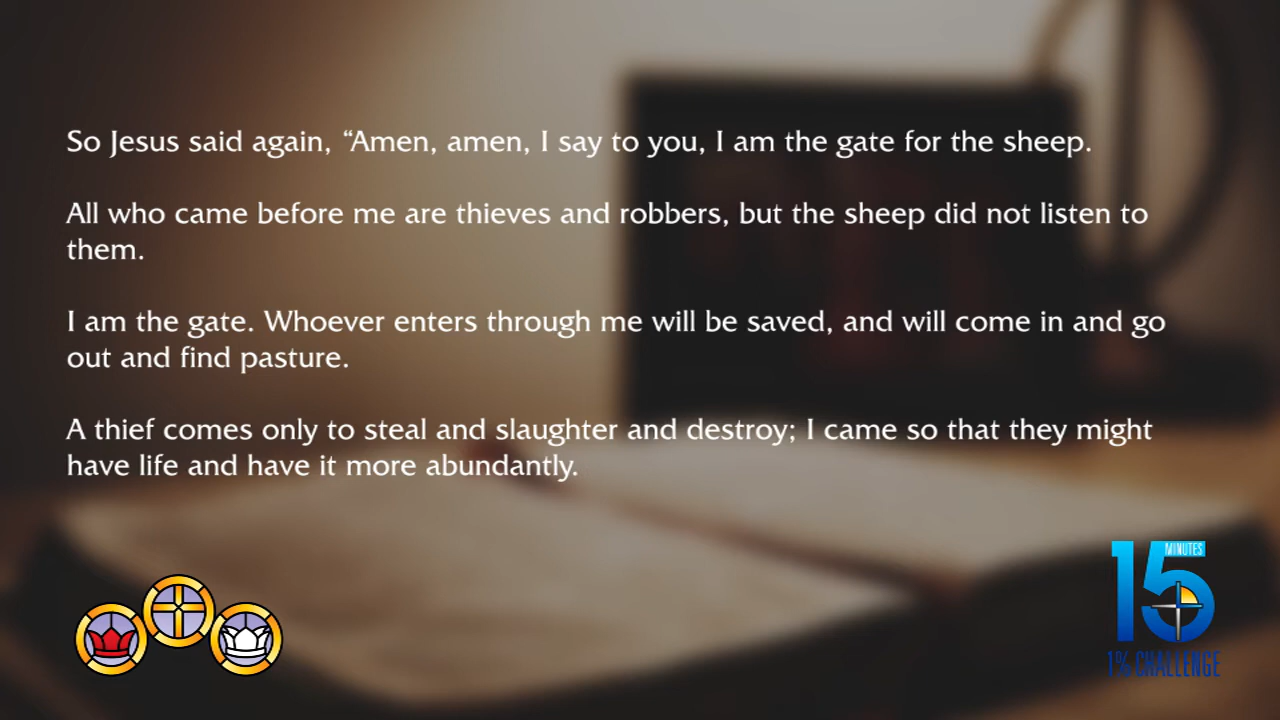 So Jesus said again, “Amen, amen, I say to you, I am the gate for the sheep.
All who came before me are thieves and robbers, but the sheep did not listen to
them.
I am the gate. Whoever enters through me will be saved, and will come in and go
out and find pasture.
A thief comes only to steal and slaughter and destroy; I came so that they might
have life and have it more abundantly.
15
MINUTES
1% CHALLENGE